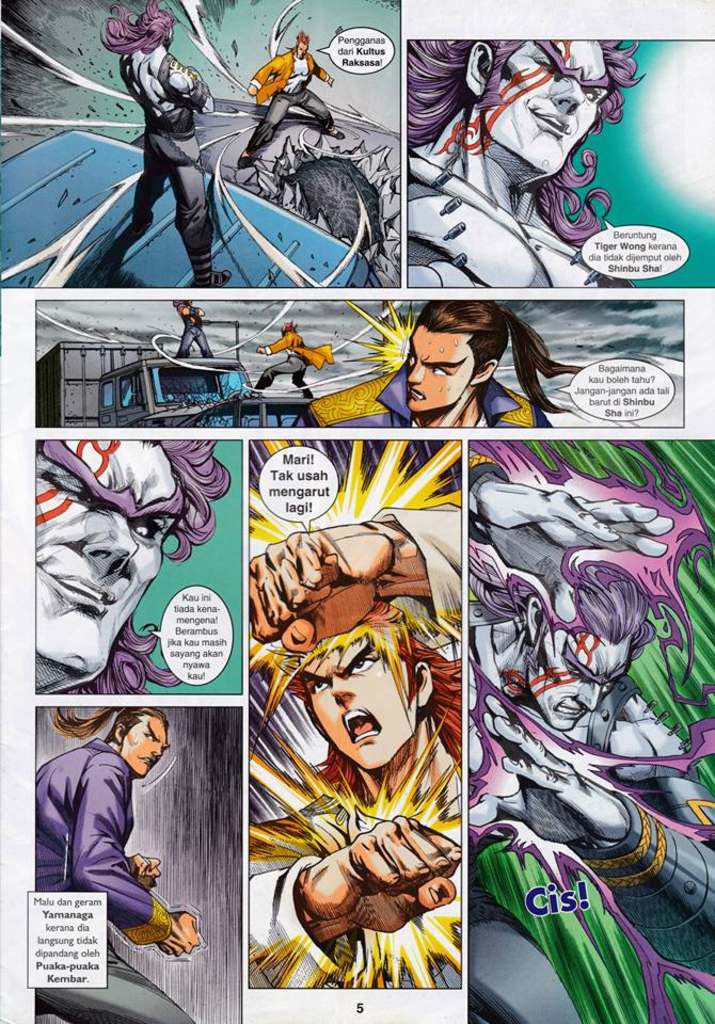 Pengganas
dari Kultus
Raksasa!
Beruntung
Tiger Wong kerana
dia tidak dijemput oleh
Shinbu Sha!
Bagaimana
kau boleh tahu?
Jangan-jangan ada tali
barut di Shinbu
Sha ini?
Kau ini
tiada kena-
mengena!
Berambus
jika kau masih
sayang akan
nyawa
kau!
Mari!
Tak usah
mengarut
lagi!
Cis!
Malu dan geram
Yamanaga
kerana dia
langsung tidak
dipandang oleh
Puaka-puaka
Kembar.
5